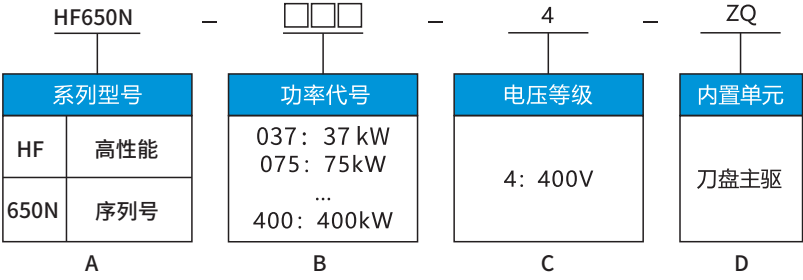 HF650N – □□□ – 4 – ZQ
系列型号 功率代号 电压等级 内置单元
HF 高性能
650N 序列号
037：37 kW
075：75kW
...
400：400kW
4：400V
刀盘主驱
A B C D